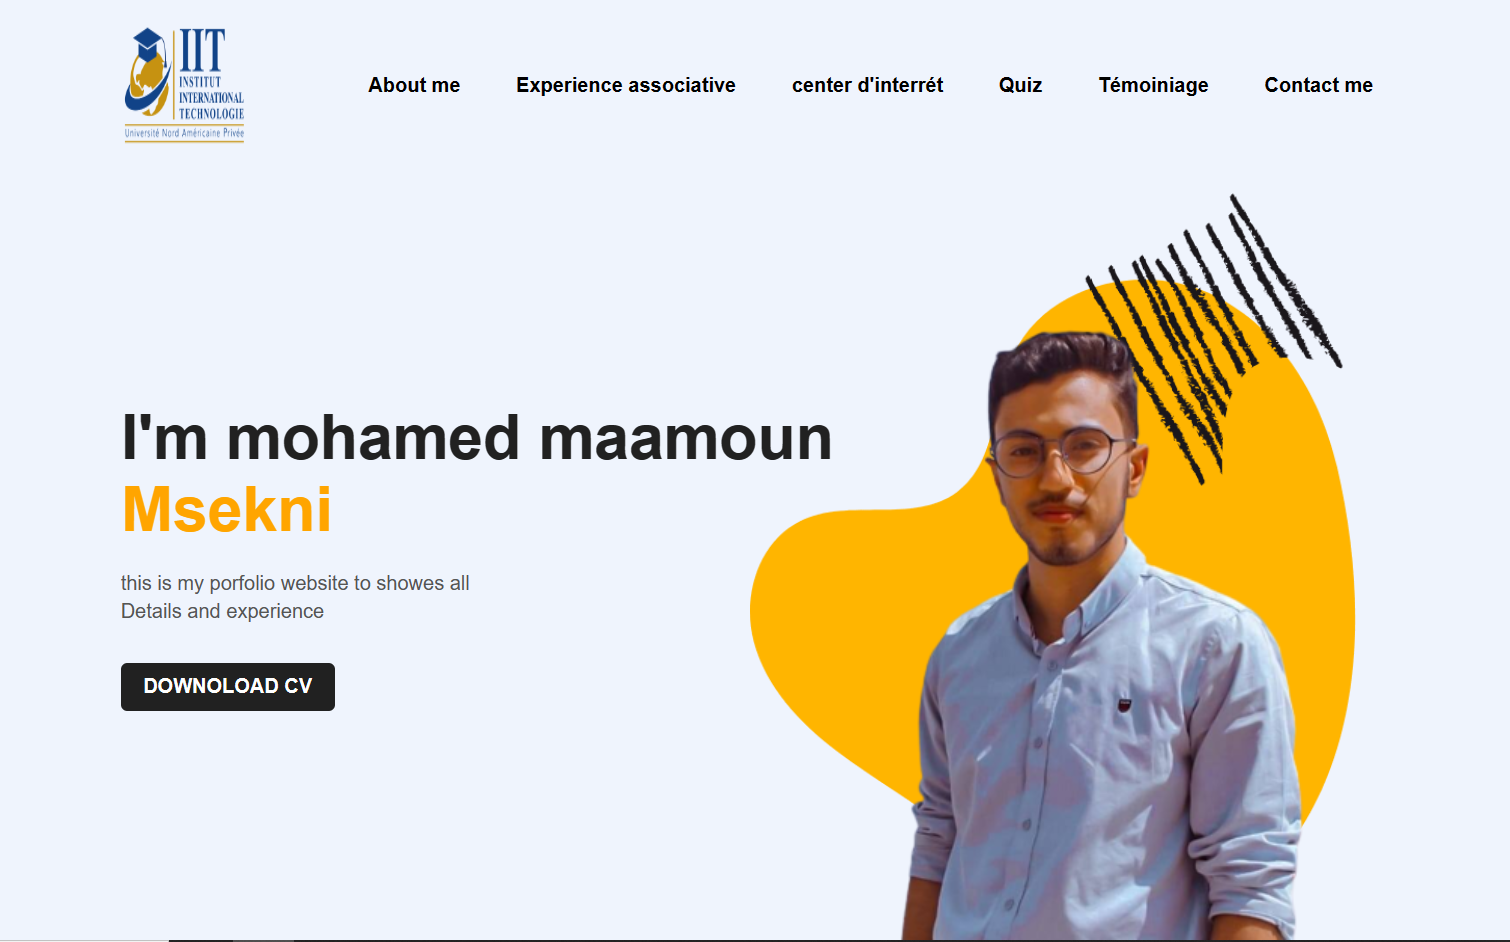 IIT
INSTITUT
INTERNATIONAL
TECHNOLOGIE
Université Nord Américaine Privée
About me
Experience associative
center d'interrét
Quiz
Témoiniage
Contact me
I'm mohamed maamoun
Msekni
this is my porfolio website to showes all
Details and experience
DOWNOLOAD CV